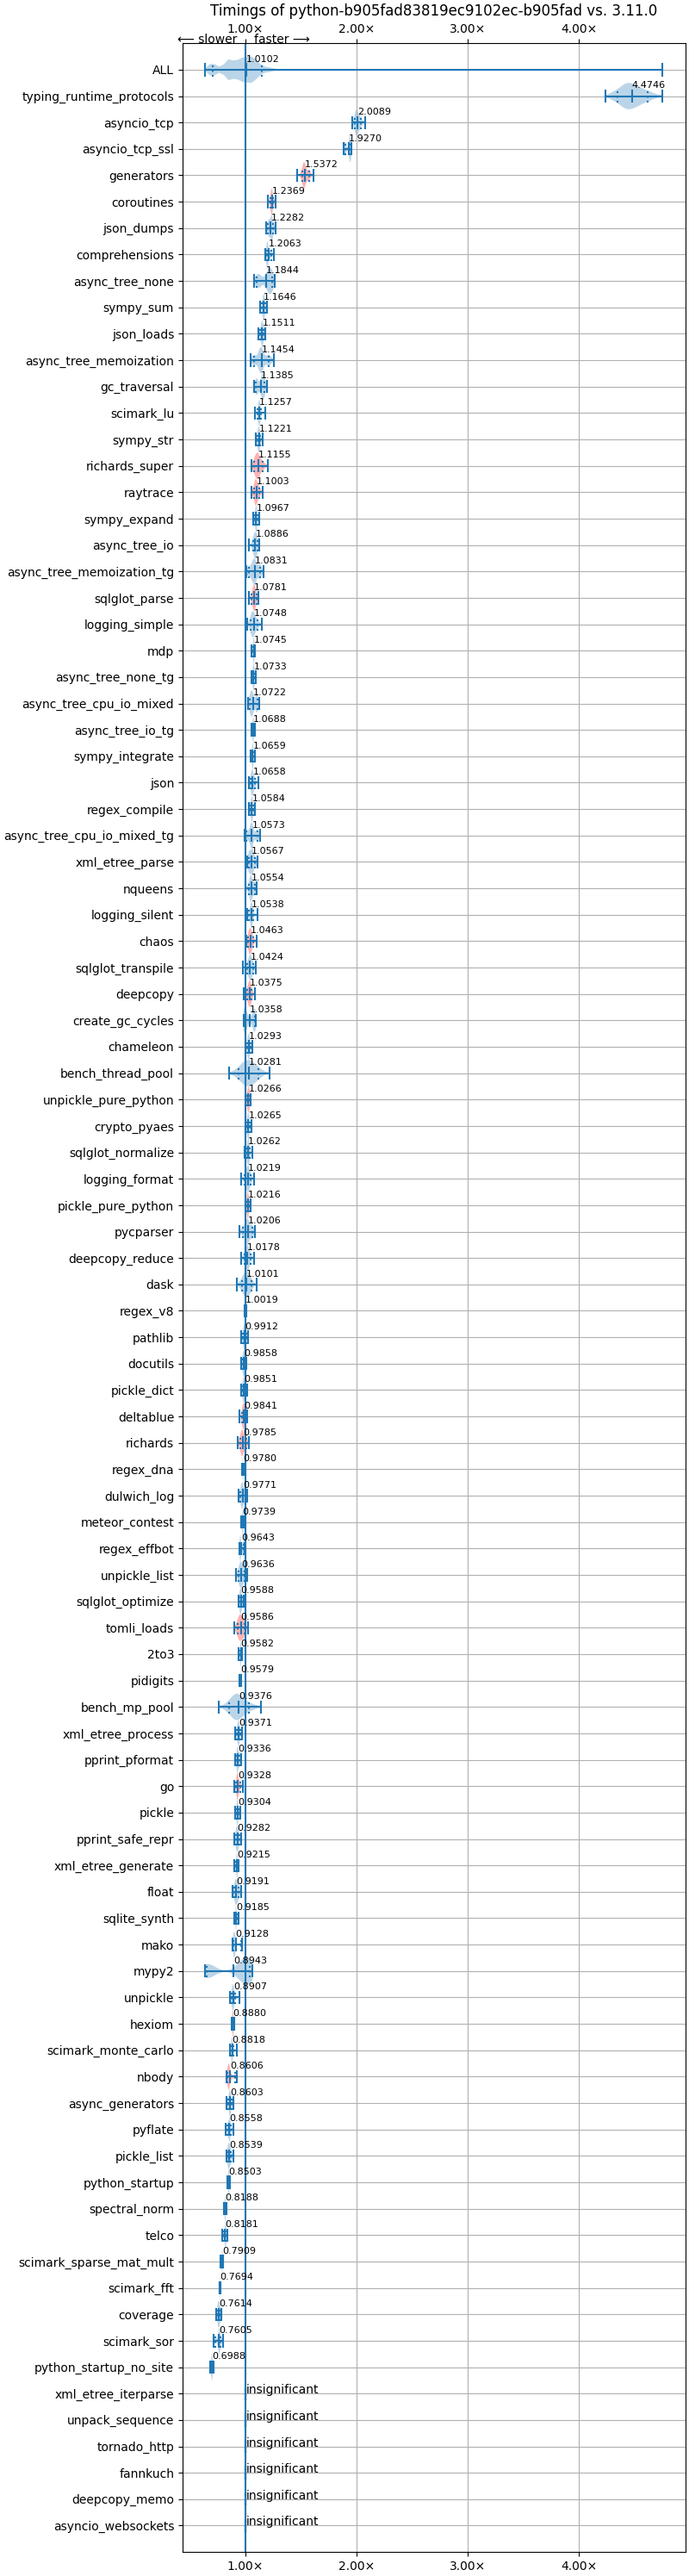 Timings of python-b905fad83819ec9102ec-b905fad vs. 3.11.0
1.00× 2.00× 3.00× 4.00×
⟵ slower faster ⟶
ALL 1.0102
typing_runtime_protocols 4.4746
asyncio_tcp 2.0089
asyncio_tcp_ssl 1.9270
generators 1.5372
coroutines 1.2369
json_dumps 1.2282
comprehensions 1.2063
async_tree_none 1.1844
sympy_sum 1.1646
json_loads 1.1511
async_tree_memoization 1.1454
gc_traversal 1.1385
scimark_lu 1.1257
sympy_str 1.1221
richards_super 1.1155
raytrace 1.1003
sympy_expand 1.0967
async_tree_io 1.0886
async_tree_memoization_tg 1.0831
sqlglot_parse 1.0781
logging_simple 1.0748
mdp 1.0745
async_tree_none_tg 1.0733
async_tree_cpu_io_mixed 1.0722
async_tree_io_tg 1.0688
sympy_integrate 1.0659
json 1.0658
regex_compile 1.0584
async_tree_cpu_io_mixed_tg 1.0573
xml_etree_parse 1.0567
nqueens 1.0554
logging_silent 1.0538
chaos 1.0463
sqlglot_transpile 1.0424
deepcopy 1.0375
create_gc_cycles 1.0358
chameleon 1.0293
bench_thread_pool 1.0281
unpickle_pure_python 1.0266
crypto_pyaes 1.0265
sqlglot_normalize 1.0262
logging_format 1.0219
pickle_pure_python 1.0216
pycparser 1.0206
deepcopy_reduce 1.0178
dask 1.0101
regex_v8 1.0019
pathlib 0.9912
docutils 0.9858
pickle_dict 0.9851
deltablue 0.9841
richards 0.9785
regex_dna 0.9780
dulwich_log 0.9771
meteor_contest 0.9739
regex_effbot 0.9643
unpickle_list 0.9636
sqlglot_optimize 0.9588
tomli_loads 0.9586
2to3 0.9582
pidigits 0.9579
bench_mp_pool 0.9376
xml_etree_process 0.9371
pprint_pformat 0.9336
go 0.9328
pickle 0.9304
pprint_safe_repr 0.9282
xml_etree_generate 0.9215
float 0.9191
sqlite_synth 0.9185
mako 0.9128
mypy2 0.8943
unpickle 0.8907
hexiom 0.8880
scimark_monte_carlo 0.8818
nbody 0.8606
async_generators 0.8603
pyflate 0.8558
pickle_list 0.8539
python_startup 0.8503
spectral_norm 0.8188
telco 0.8181
scimark_sparse_mat_mult 0.7909
scimark_fft 0.7694
coverage 0.7614
scimark_sor 0.7605
python_startup_no_site 0.6988
xml_etree_iterparse insignificant
unpack_sequence insignificant
tornado_http insignificant
fannkuch insignificant
deepcopy_memo insignificant
asyncio_websockets insignificant
1.00× 2.00× 3.00× 4.00×